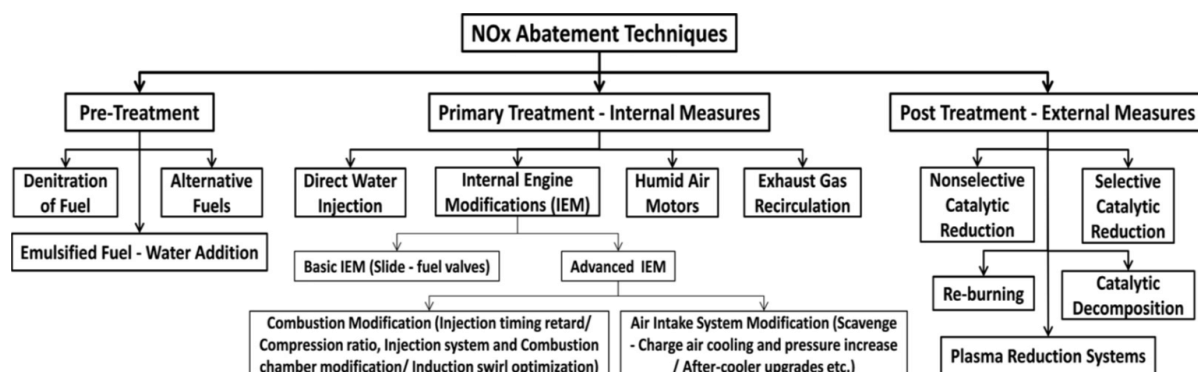 NOx Abatement Techniques
Pre-Treatment
Primary Treatment - Internal Measures
Post Treatment - External Measures
Denitration
of Fuel
Alternative
Fuels
Emulsified Fuel - Water Addition
Direct Water
Injection
Internal Engine
Modifications (IEM)
Humid Air
Motors
Exhaust Gas
Recirculation
Basic IEM (Slide - fuel valves)
Advanced IEM
Combustion Modification (Injection timing retard/
Compression ratio, Injection system and Combustion
chamber modification/ Induction swirl optimization)
Air Intake System Modification (Scavenge
- Charge air cooling and pressure increase
/ After-cooler upgrades etc.)
Nonselective
Catalytic
Reduction
Selective
Catalytic
Reduction
Re-burning
Catalytic
Decomposition
Plasma Reduction Systems